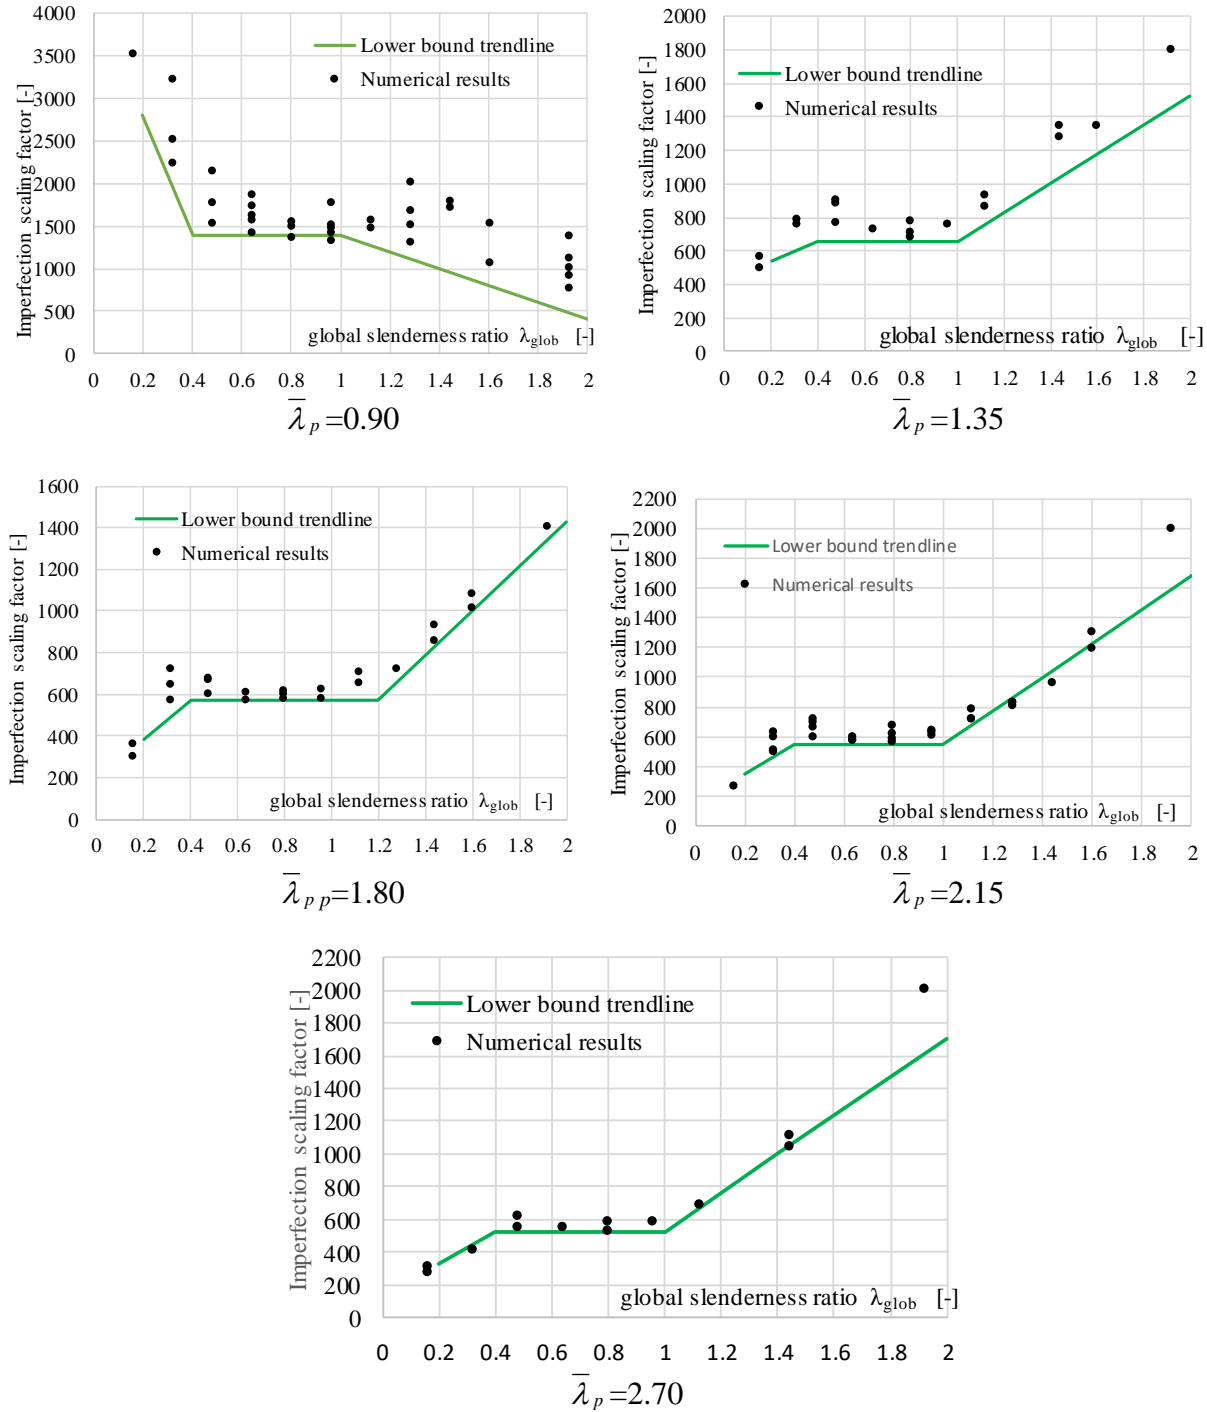 4000
3500
3000
2500
2000
1500
1000
500
0
Imperfection scaling factor [-]
Lower bound trendline
Numerical results
global slenderness ratio λglob [-]
0 0.2 0.4 0.6 0.8 1 1.2 1.4 1.6 1.8 2
λ̅p=0.90
2000
1800
1600
1400
1200
1000
800
600
400
200
0
Imperfection scaling factor [-]
Lower bound trendline
Numerical results
global slenderness ratio λglob [-]
0 0.2 0.4 0.6 0.8 1 1.2 1.4 1.6 1.8 2
λ̅p=1.35
1600
1400
1200
1000
800
600
400
200
0
Imperfection scaling factor [-]
Lower bound trendline
Numerical results
global slenderness ratio λglob [-]
0 0.2 0.4 0.6 0.8 1 1.2 1.4 1.6 1.8 2
λ̅p p=1.80
2200
2000
1800
1600
1400
1200
1000
800
600
400
200
0
Imperfection scaling factor [-]
Lower bound trendline
Numerical results
global slenderness ratio λglob [-]
0 0.2 0.4 0.6 0.8 1 1.2 1.4 1.6 1.8 2
λ̅p=2.15
2200
2000
1800
1600
1400
1200
1000
800
600
400
200
0
Imperfection scaling factor [-]
Lower bound trendline
Numerical results
global slenderness ratio λglob [-]
0 0.2 0.4 0.6 0.8 1 1.2 1.4 1.6 1.8 2
λ̅p=2.70